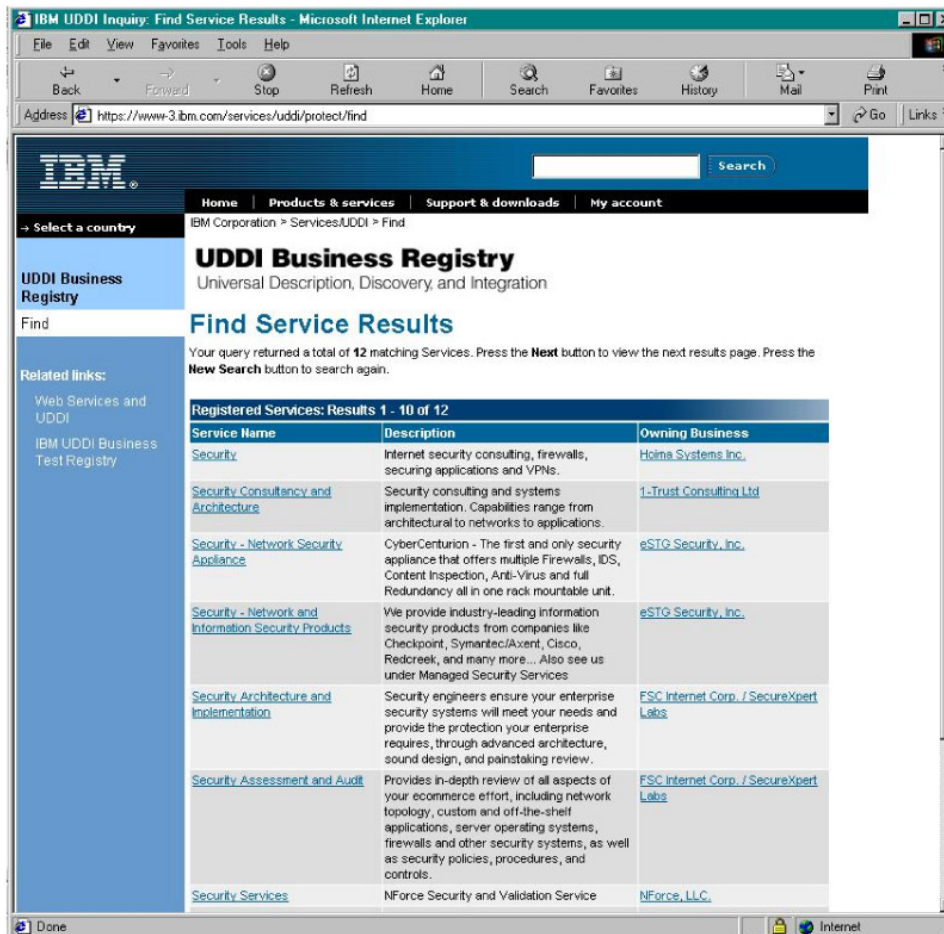 IBM UDDI Inquiry: Find Service Results - Microsoft Internet Explorer
File Edit View Favorites Tools Help
Back Forward Stop Refresh Home Search Favorites History Mail Print
Address https://www-3.ibm.com/services/uddi/protect/find Go Links
IBM®
Search
Home Products & services Support & downloads My account
→ Select a country
IBM Corporation > Services/UDDI > Find
UDDI Business Registry
Universal Description, Discovery, and Integration
UDDI Business
Registry
Find
Related links:
Web Services and
UDDI
IBM UDDI Business
Test Registry
Find Service Results
Your query returned a total of 12 matching Services. Press the Next button to view the next results page. Press the
New Search button to search again.
Registered Services: Results 1 - 10 of 12
Service Name Description Owning Business
Security Internet security consulting, firewalls, Hoima Systems Inc.
securing applications and VPNs.
Security Consultancy and Security consulting and systems 1-Trust Consulting Ltd
Architecture implementation. Capabilities range from
architectural to networks to applications.
Security - Network Security CyberCenturion - The first and only security eSTG Security, Inc.
Appliance appliance that offers multiple Firewalls, IDS,
Content Inspection, Anti-Virus and full
Redundancy all in one rack mountable unit.
Security - Network and We provide industry-leading information eSTG Security, Inc.
Information Security Products security products from companies like
Checkpoint, Symantec/Axent, Cisco,
Redcreek, and many more... Also see us
under Managed Security Services
Security Architecture and Security engineers ensure your enterprise FSC Internet Corp. / SecureXpert
Implementation security systems will meet your needs and Labs
provide the protection your enterprise
requires, through advanced architecture,
sound design, and painstaking review.
Security Assessment and Audit Provides in-depth review of all aspects of FSC Internet Corp. / SecureXpert
your ecommerce effort, including network Labs
topology, custom and off-the-shelf
applications, server operating systems,
firewalls and other security systems, as well
as security policies, procedures, and
controls.
Security Services NForce Security and Validation Service NForce, LLC.
Done Internet